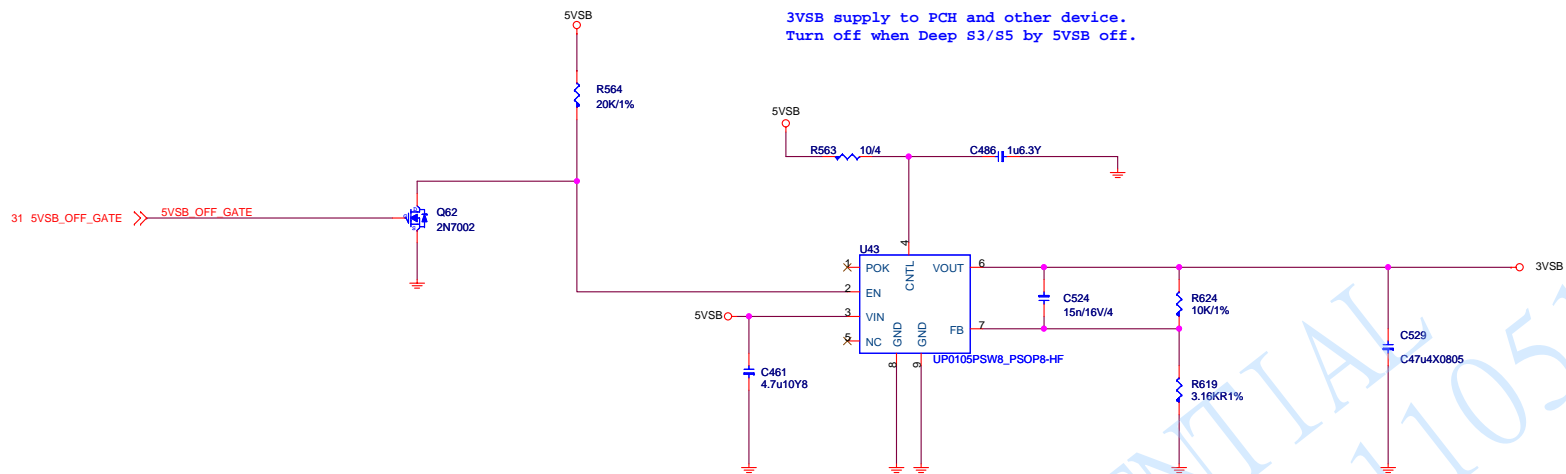 5VSB
3VSB supply to PCH and other device.
Turn off when Deep S3/S5 by 5VSB off.
R564
20K/1%
5VSB
R563
10/4
C486
1u6.3Y
31 5VSB_OFF_GATE
5VSB_OFF_GATE
Q62
2N7002
U43
4
CNTL
1
POK
VOUT
6
3VSB
2
EN
C524
15n/16V/4
R624
10K/1%
5VSB
3
VIN
FB
7
5
NC
GND
GND
8
9
UP0105PSW8_PSOP8-HF
C529
C47u4X0805
C461
4.7u10Y8
R619
3.16KR1%